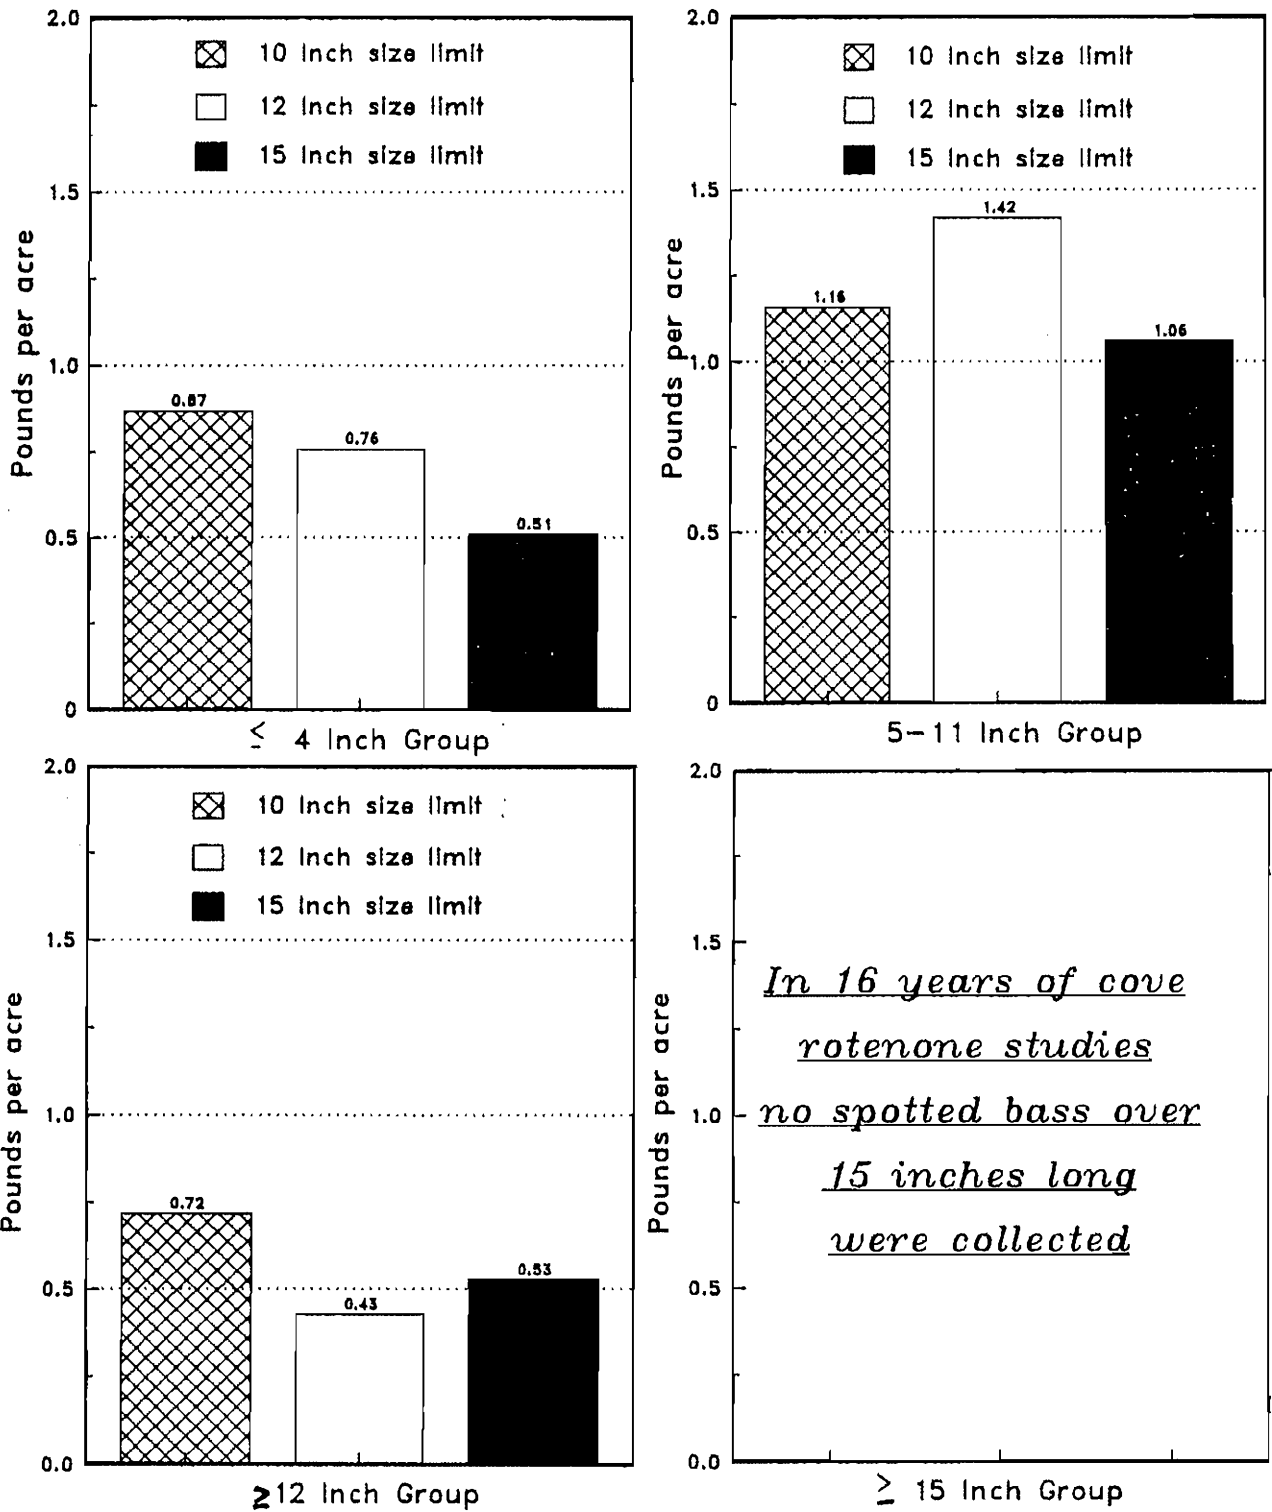 2.0
10 Inch size limit
12 Inch size limit
15 Inch size limit
1.5
1.0
0.5
0
Pounds per acre
0.87
0.76
0.51
≤ 4 Inch Group
2.0
10 Inch size limit
12 Inch size limit
15 Inch size limit
1.5
1.0
0.5
0
Pounds per acre
1.16
1.42
1.06
5-11 Inch Group
2.0
10 Inch size limit
12 Inch size limit
15 Inch size limit
1.5
1.0
0.5
0.0
Pounds per acre
0.72
0.43
0.53
≥12 Inch Group
2.0
1.5
1.0
0.5
0.0
Pounds per acre
In 16 years of cove
rotenone studies
no spotted bass over
15 inches long
were collected
≥ 15 Inch Group